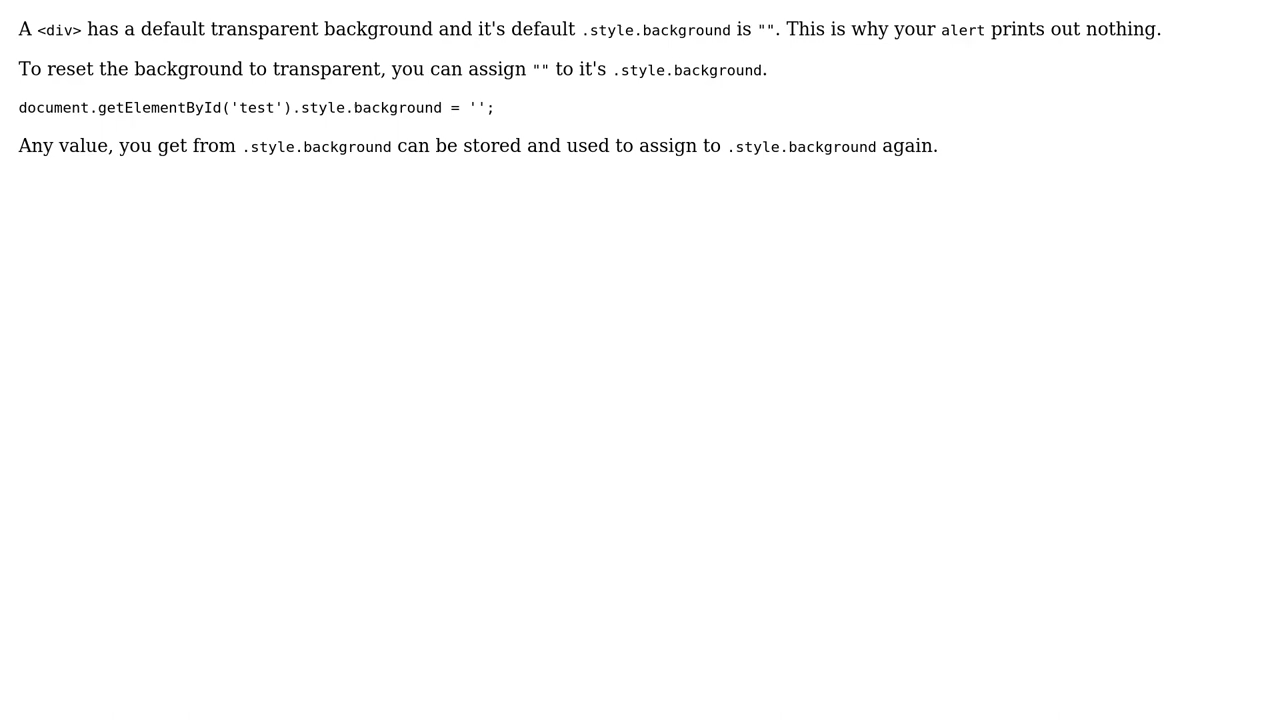 A <div> has a default transparent background and it's default .style.background is "". This is why your alert prints out nothing.
To reset the background to transparent, you can assign "" to it's .style.background.
document.getElementById('test').style.background = '';
Any value, you get from .style.background can be stored and used to assign to .style.background again.